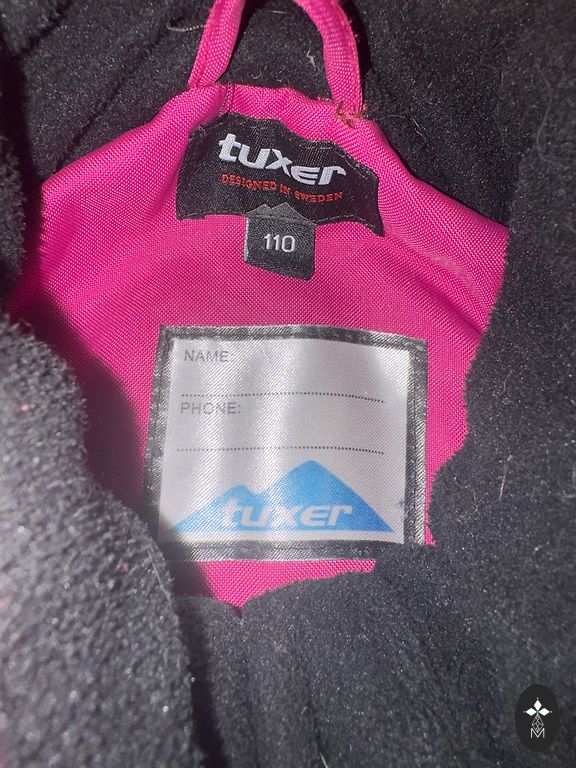 tuxer
DESIGNED IN SWEDEN
110
NAME:
PHONE:
tuxer
M